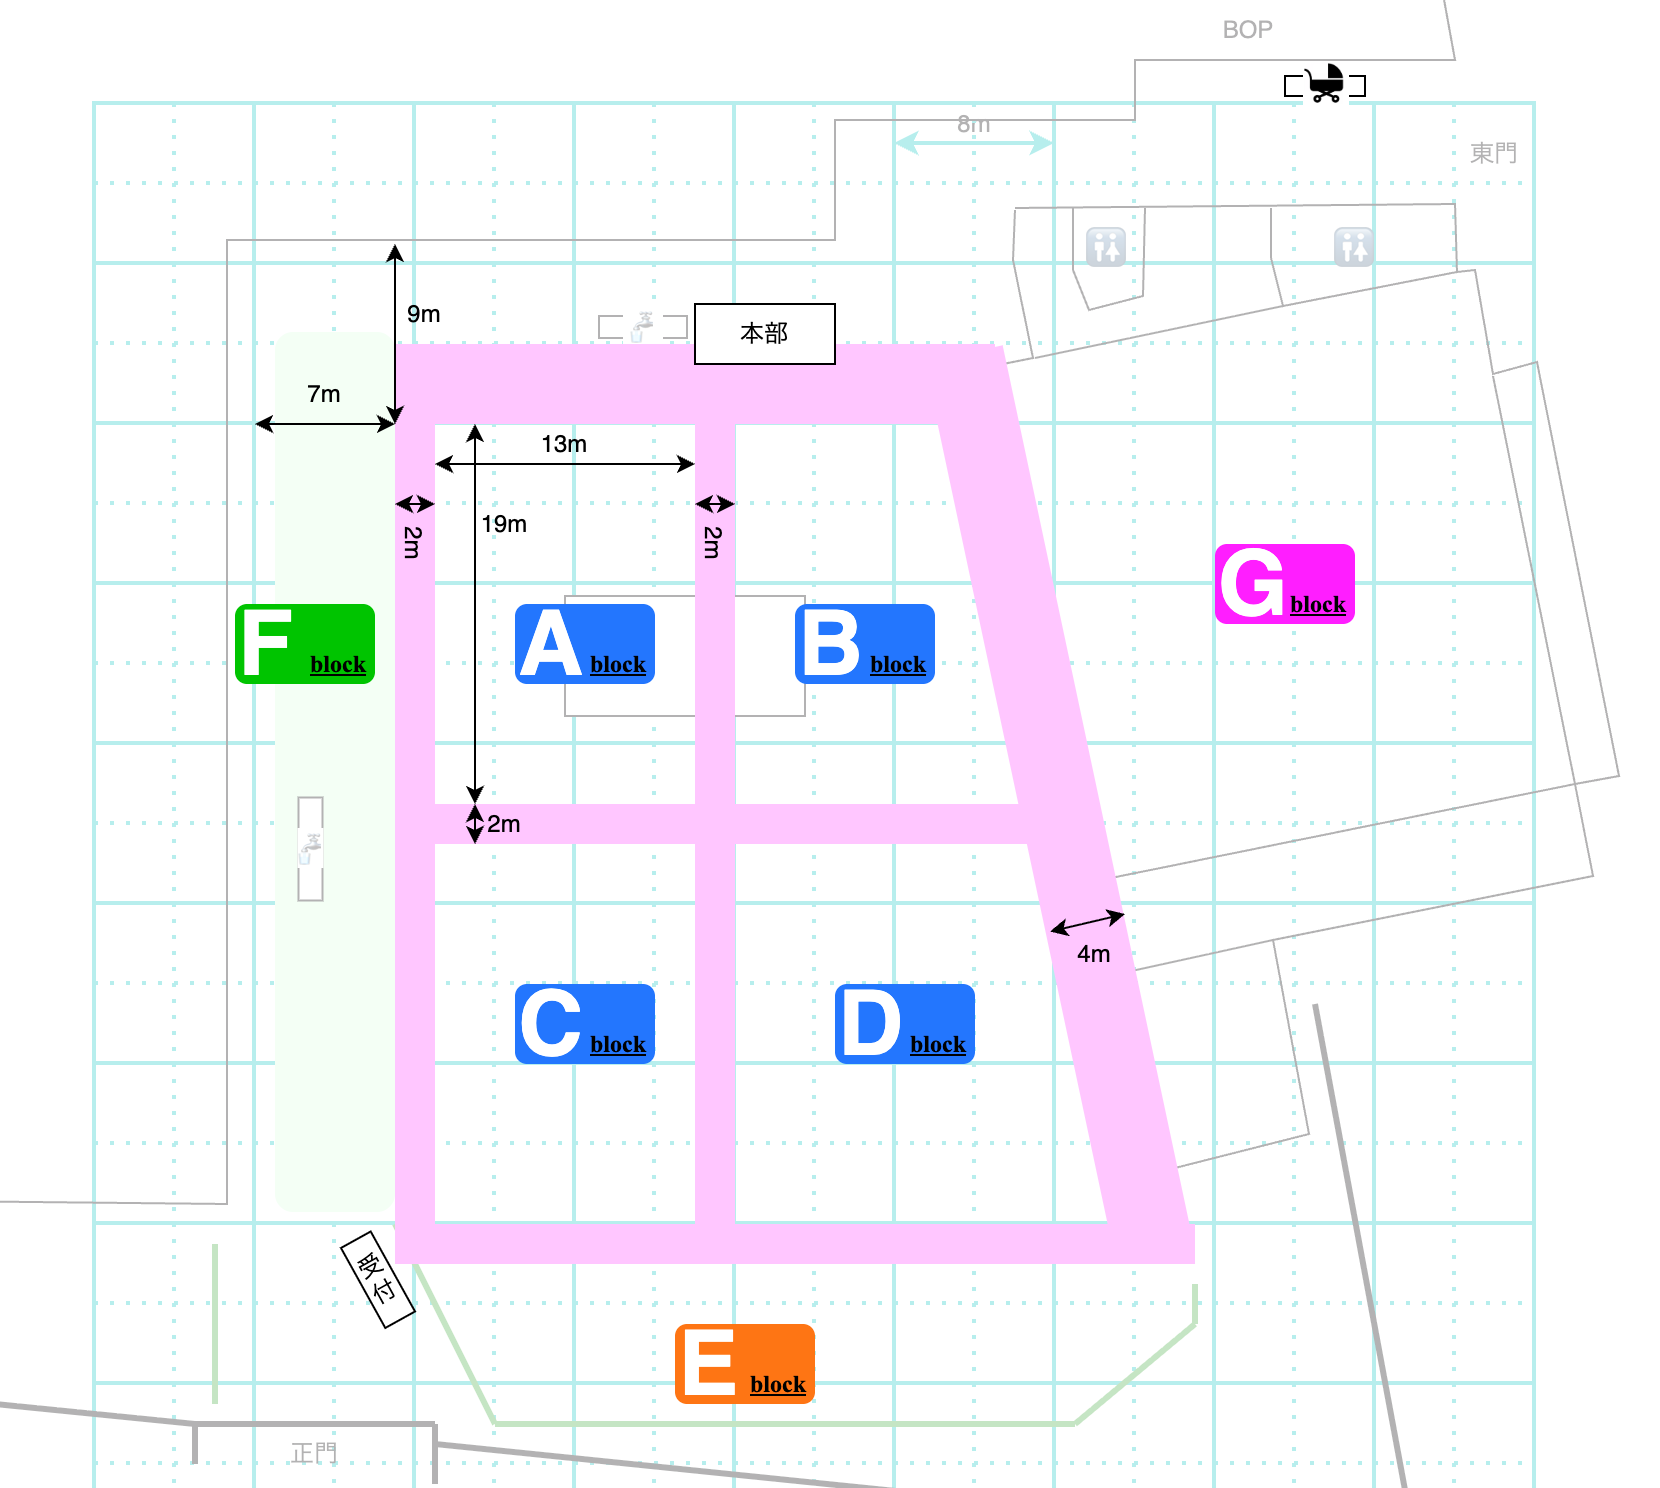 BOP
8m
東門
9m
本部
7m
13m
2m
19m
2m
G block
F block
A block
B block
2m
4m
C block
D block
受付
E block
正門